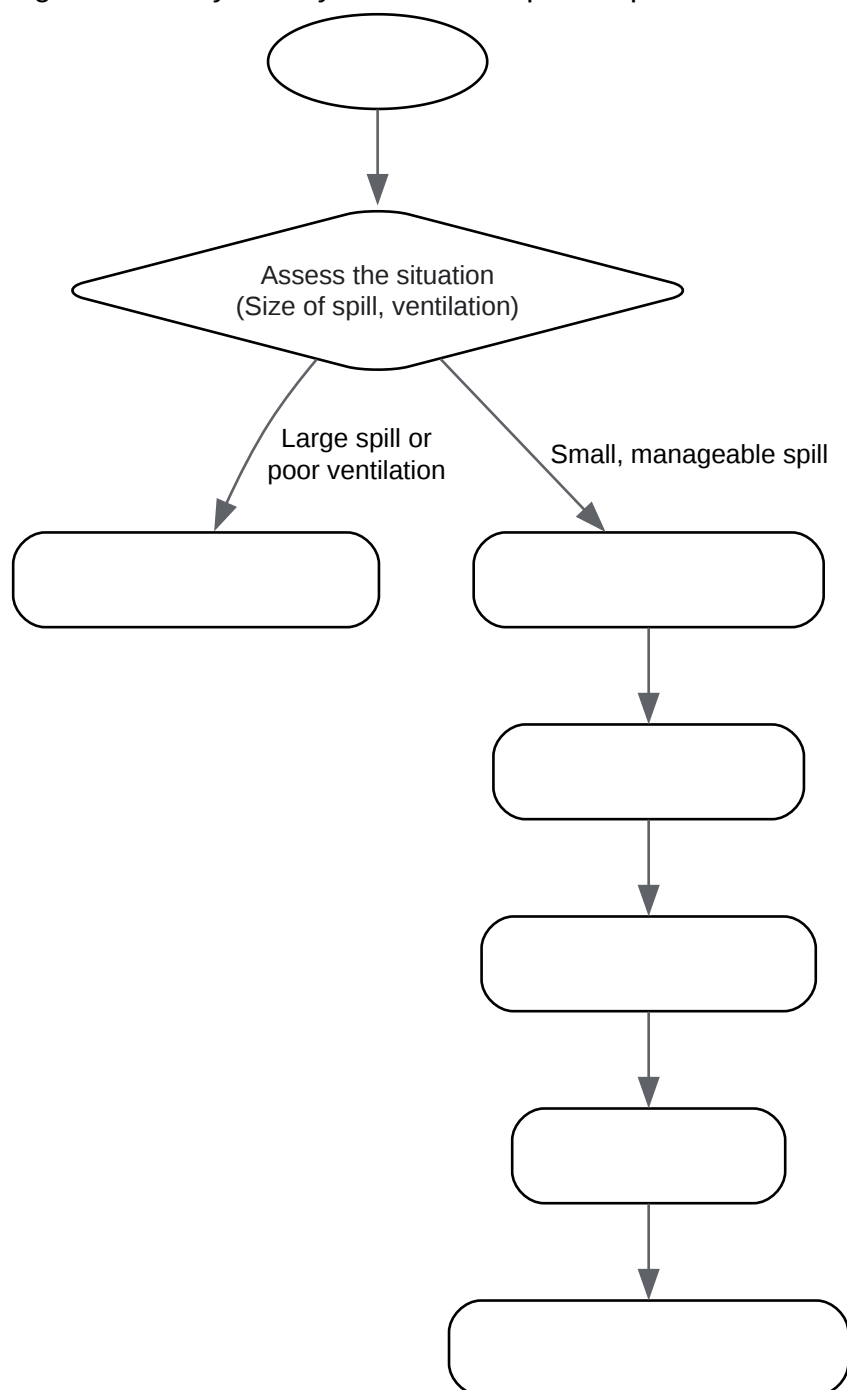 Assess the situation
(Size of spill, ventilation)
Large spill or
poor ventilation
Small, manageable spill